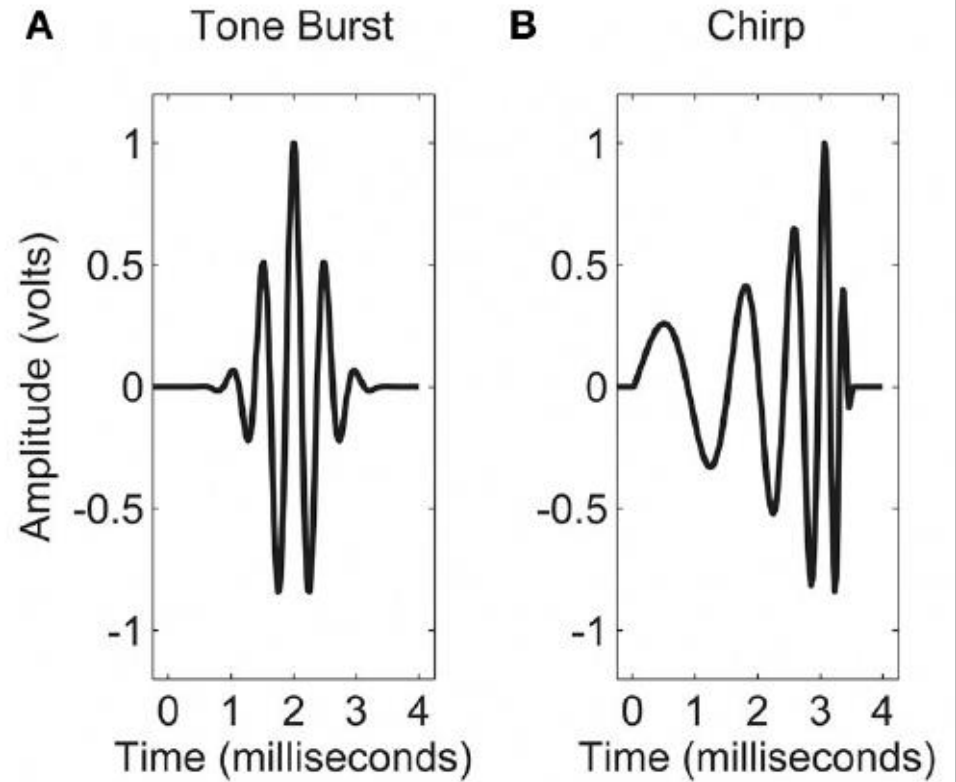 A Tone Burst
1
0.5
0
-0.5
-1
Amplitude (volts)
0 1 2 3 4
Time (milliseconds)
B Chirp
1
0.5
0
-0.5
-1
0 1 2 3 4
Time (milliseconds)